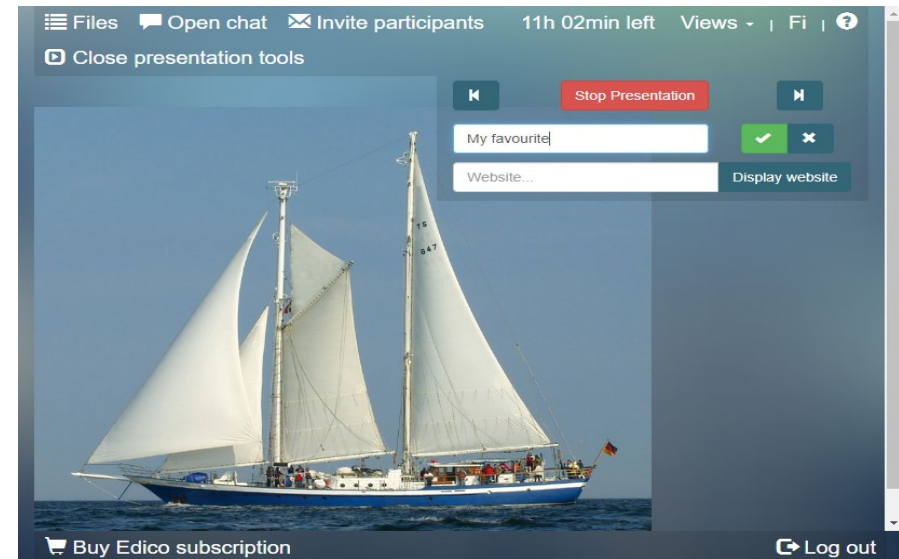 Files Open chat Invite participants 11h 02min left Views - | Fi | ?
Close presentation tools
Stop Presentation
My favourite
Website... Display website
TS
847
Buy Edico subscription Log out